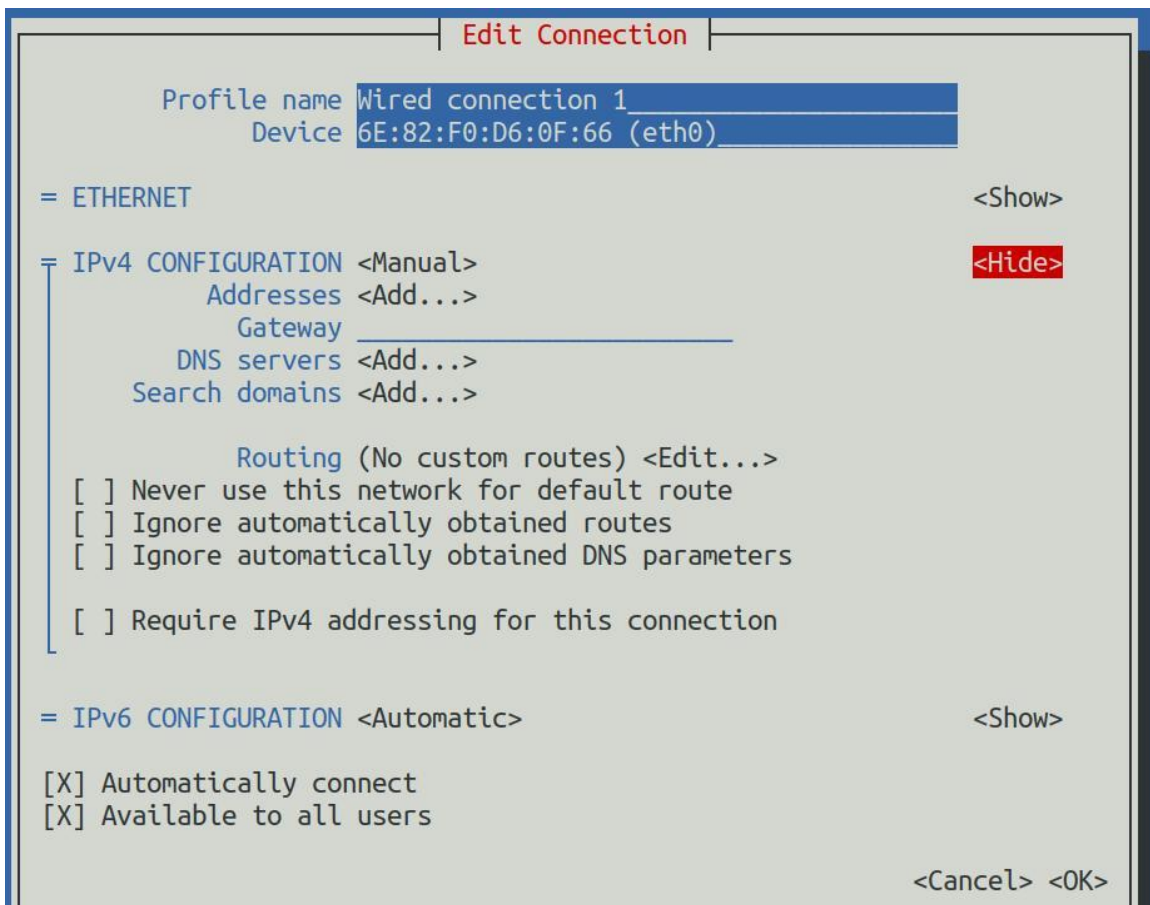 Edit Connection
Profile name Wired connection 1
Device 6E:82:F0:D6:0F:66 (eth0)
= ETHERNET <Show>
IPv4 CONFIGURATION <Manual> <Hide>
Addresses <Add...>
Gateway
DNS servers <Add...>
Search domains <Add...>
Routing (No custom routes) <Edit...>
[ ] Never use this network for default route
[ ] Ignore automatically obtained routes
[ ] Ignore automatically obtained DNS parameters
[ ] Require IPv4 addressing for this connection
= IPv6 CONFIGURATION <Automatic> <Show>
[X] Automatically connect
[X] Available to all users
<Cancel> <OK>